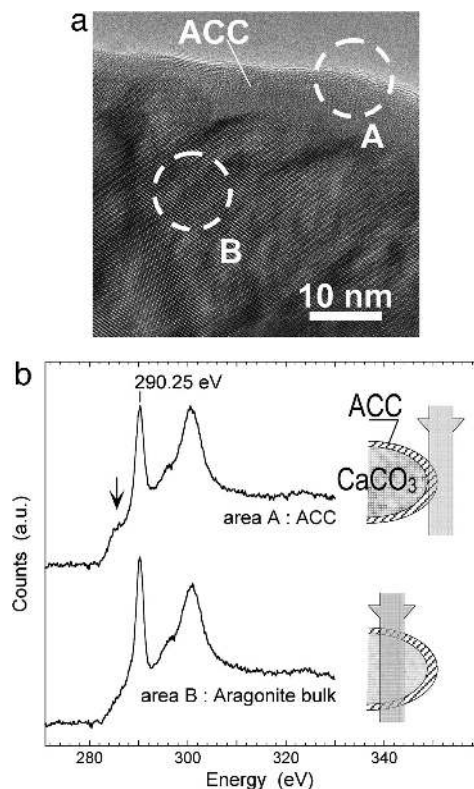 a
ACC
A
B
10 nm
b
290.25 eV
ACC
CaCO3
area A : ACC
area B : Aragonite bulk
Counts (a.u.)
280
300
320
340
Energy (eV)